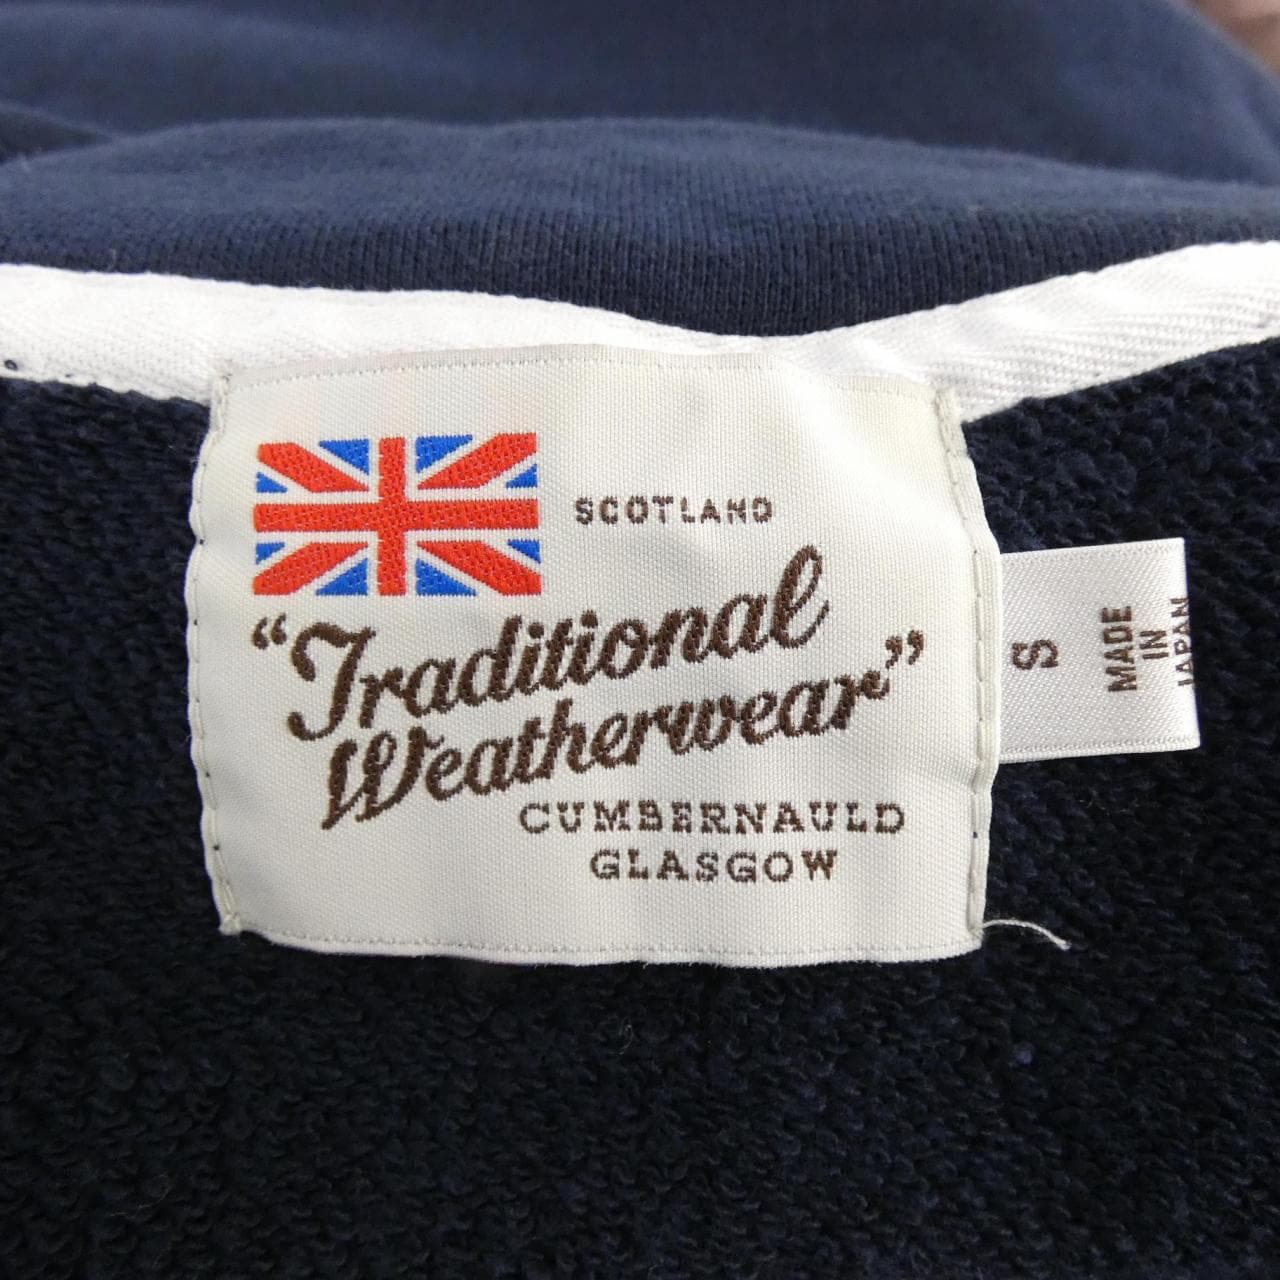 SCOTLAND
“Traditional
Weatherwear”
CUMBERNAULD
GLASGOW
S
MADE
IN
JAPAN